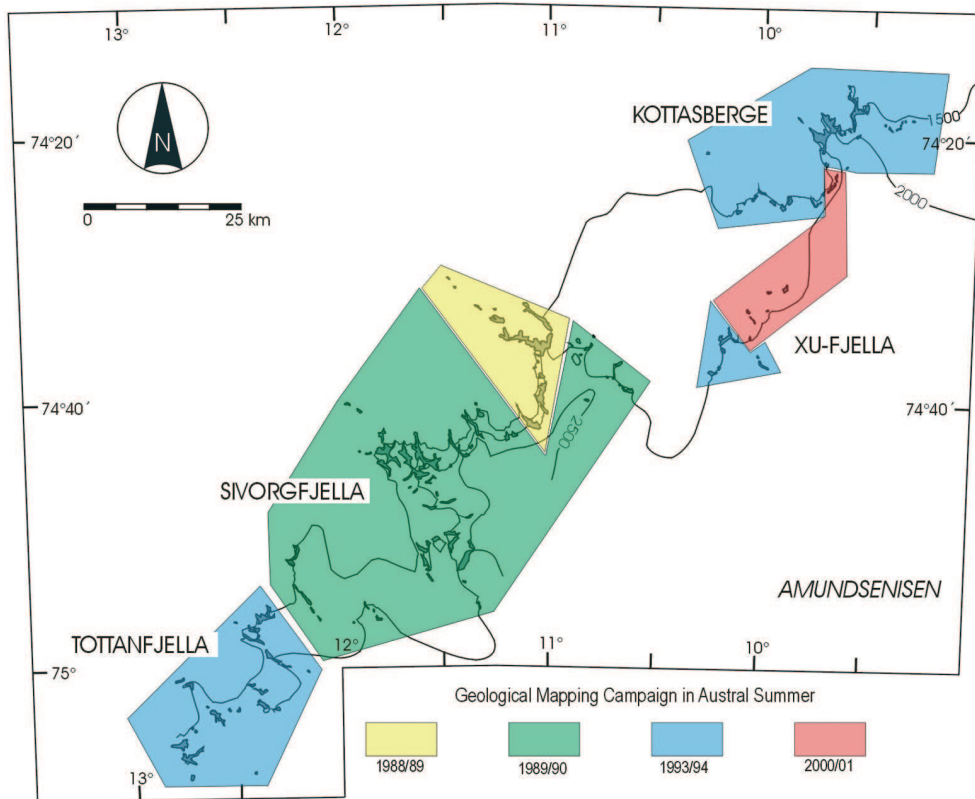 13° 12° 11° 10°
KOTTASBERGE
1500
74°20´ N 74°20´
2000
0 25 km
XU-FJELLA
74°40´ 74°40´
2500
SIVORGFJELLA
AMUNDSENISEN
TOTTANFJELLA 12° 11° 10°
75°
Geological Mapping Campaign in Austral Summer
1988/89 1989/90 1993/94 2000/01
13°